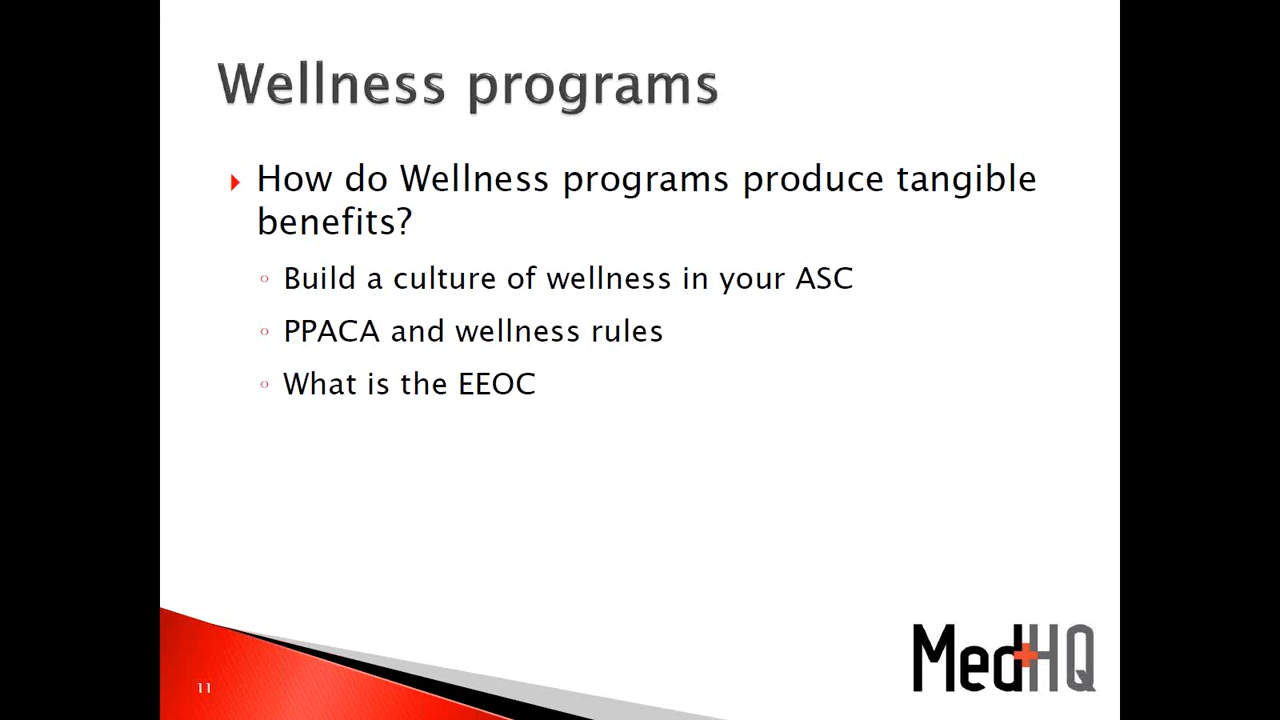 Wellness programs
How do Wellness programs produce tangible
benefits?
Build a culture of wellness in your ASC
PPACA and wellness rules
What is the EEOC
11
MedHQ